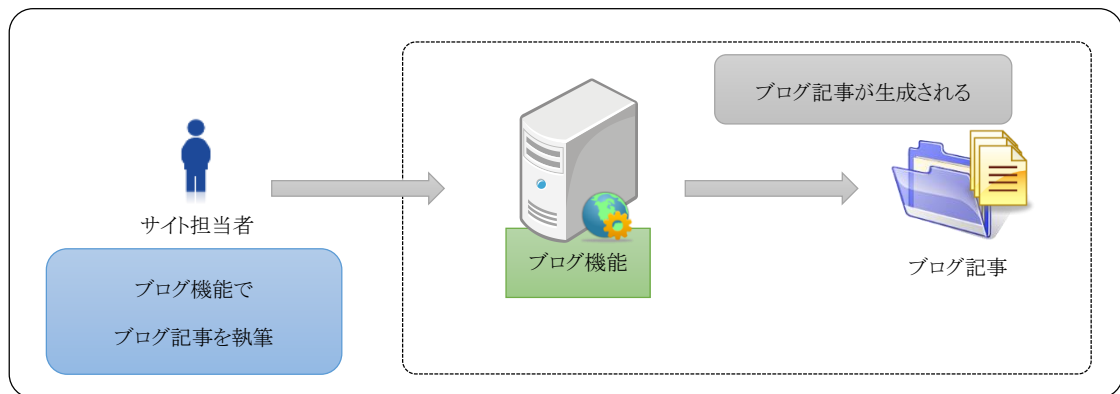 ブログ記事が生成される
サイト担当者
ブログ機能で
ブログ記事を執筆
ブログ機能
ブログ記事